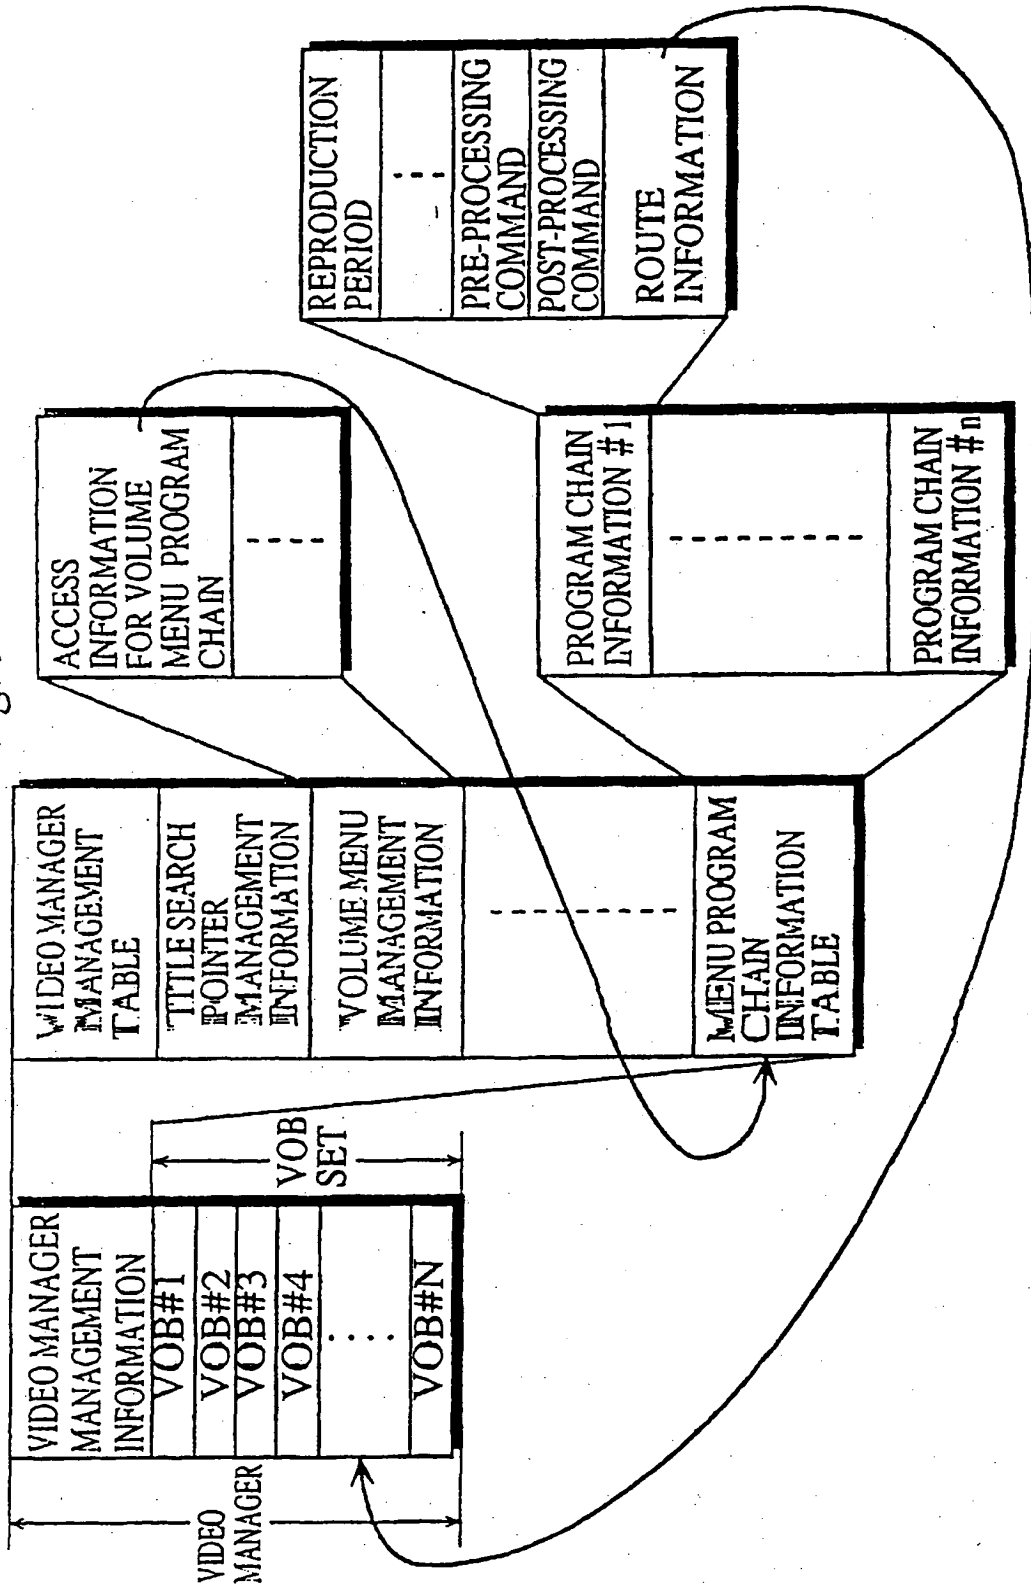 VIDEO MANAGER
VIDEO MANAGER
MANAGEMENT
INFORMATION
VOB#1
VOB#2
VOB#3
VOB#4
....
VOB#N
VOB
SET
VIDEO MANAGER
MANAGEMENT
TABLE
TITLE SEARCH
POINTER
MANAGEMENT
INFORMATION
VOLUME MENU
MANAGEMENT
INFORMATION
MENU PROGRAM
CHAIN
INFORMATION
TABLE
ACCESS
INFORMATION
FOR VOLUME
MENU PROGRAM
CHAIN
PROGRAM CHAIN
INFORMATION #1
PROGRAM CHAIN
INFORMATION #n
REPRODUCTION
PERIOD
PRE-PROCESSING
COMMAND
POST-PROCESSING
COMMAND
ROUTE
INFORMATION